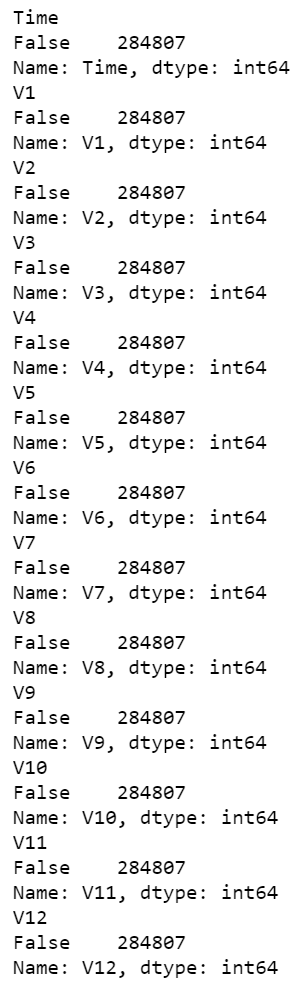 Time
False    284807
Name: Time, dtype: int64
V1
False    284807
Name: V1, dtype: int64
V2
False    284807
Name: V2, dtype: int64
V3
False    284807
Name: V3, dtype: int64
V4
False    284807
Name: V4, dtype: int64
V5
False    284807
Name: V5, dtype: int64
V6
False    284807
Name: V6, dtype: int64
V7
False    284807
Name: V7, dtype: int64
V8
False    284807
Name: V8, dtype: int64
V9
False    284807
Name: V9, dtype: int64
V10
False    284807
Name: V10, dtype: int64
V11
False    284807
Name: V11, dtype: int64
V12
False    284807
Name: V12, dtype: int64